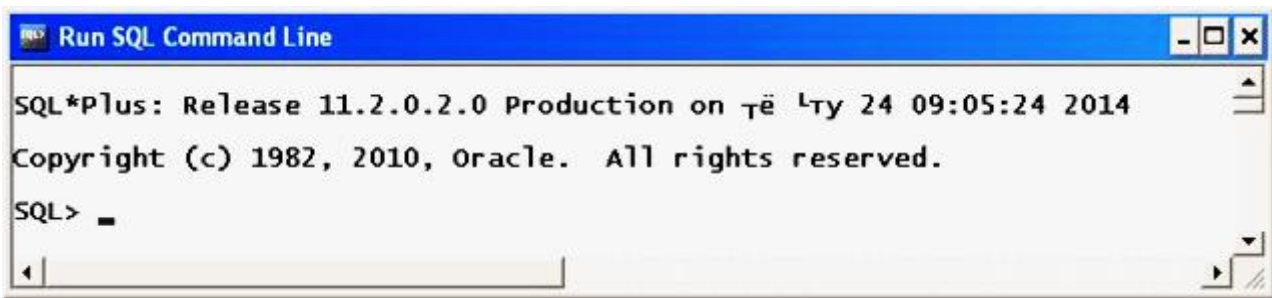 Run SQL Command Line
SQL*Plus: Release 11.2.0.2.0 Production on ┬ё └ту 24 09:05:24 2014
Copyright (c) 1982, 2010, Oracle. All rights reserved.
SQL>